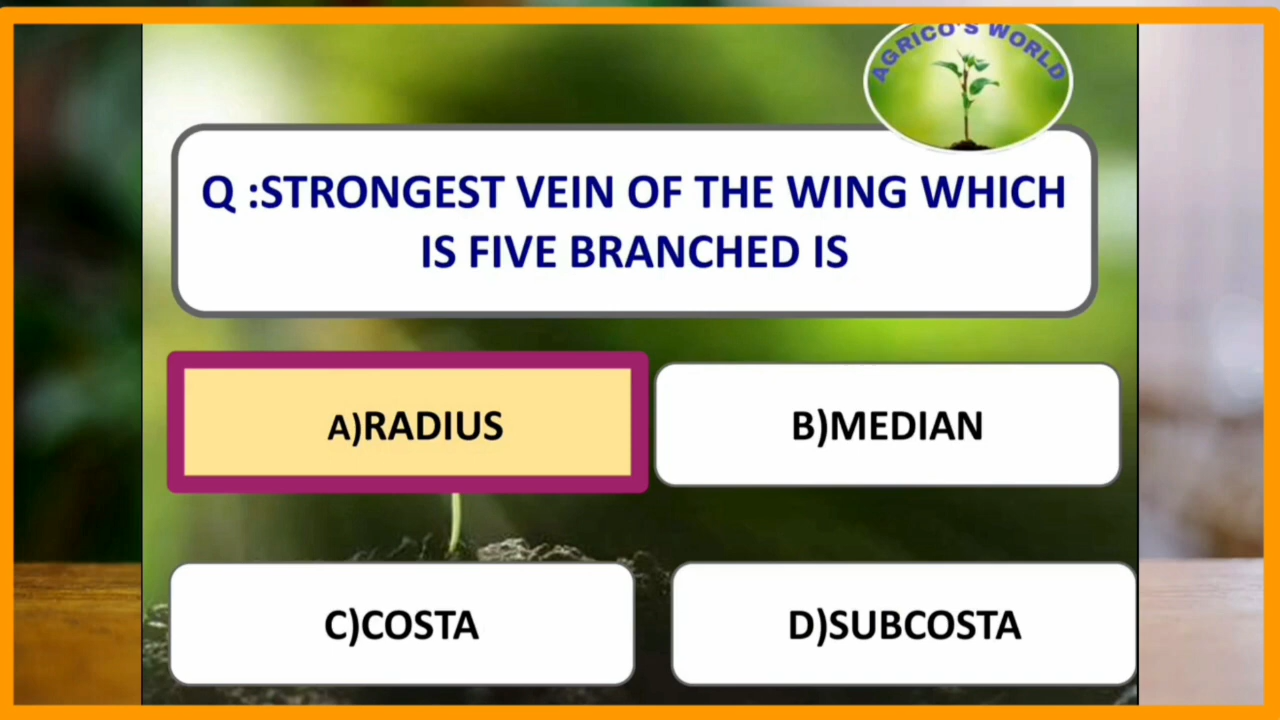 AGRICO'S WORLD
Q :STRONGEST VEIN OF THE WING WHICH
IS FIVE BRANCHED IS
A)RADIUS
B)MEDIAN
C)COSTA
D)SUBCOSTA